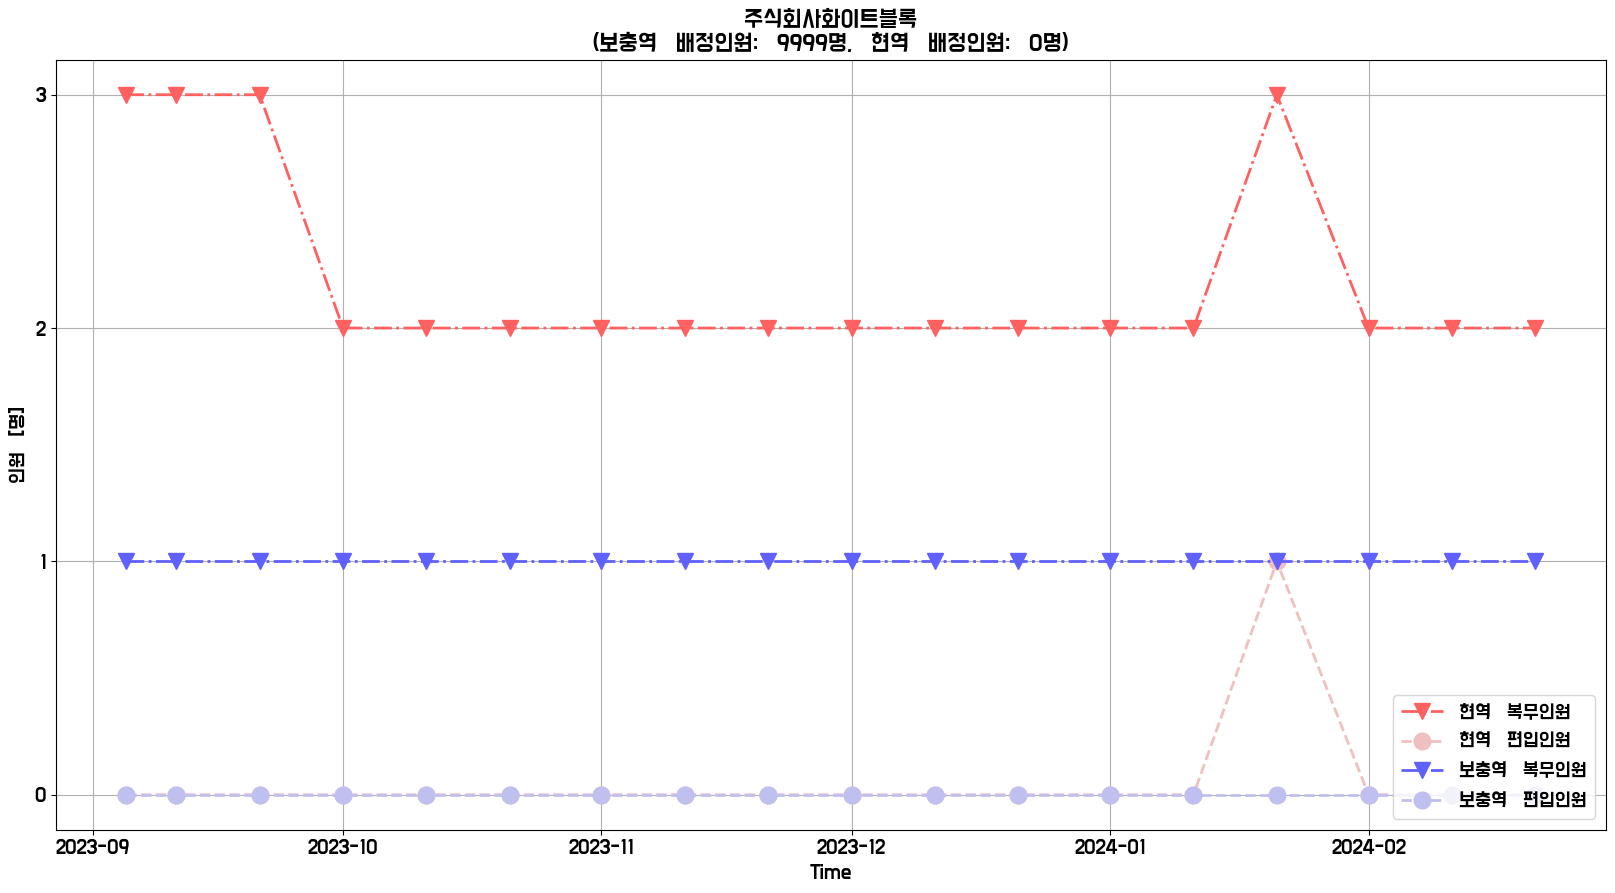 주식회사화이트블록
(보충역 배정인원: 9999명, 현역 배정인원: 0명)
3
2
1
0
인원 [명]
2023-09
2023-10
2023-11
2023-12
2024-01
2024-02
Time
현역 복무인원
현역 편입인원
보충역 복무인원
보충역 편입인원